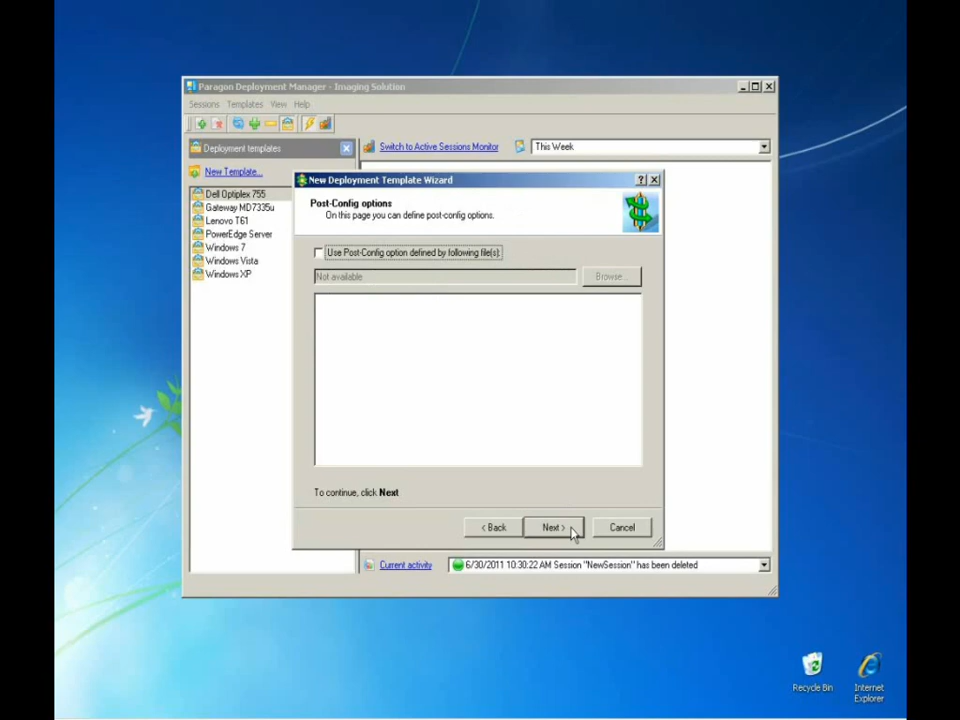 Paragon Deployment Manager - Imaging Solution
Sessions Templates View Help
Deployment templates
Switch to Active Sessions Monitor
This Week
New Template...
Dell Optiplex 755
Gateway MD7335u
Lenovo T61
PowerEdge Server
Windows 7
Windows Vista
Windows XP
New Deployment Template Wizard
Post-Config options
On this page you can define post-config options.
Use Post-Config option defined by following file(s):
Not available
Browse...
To continue, click Next
< Back
Next >
Cancel
Current activity
6/30/2011 10:30:22 AM Session "NewSession" has been deleted
Recycle Bin
Internet
Explorer